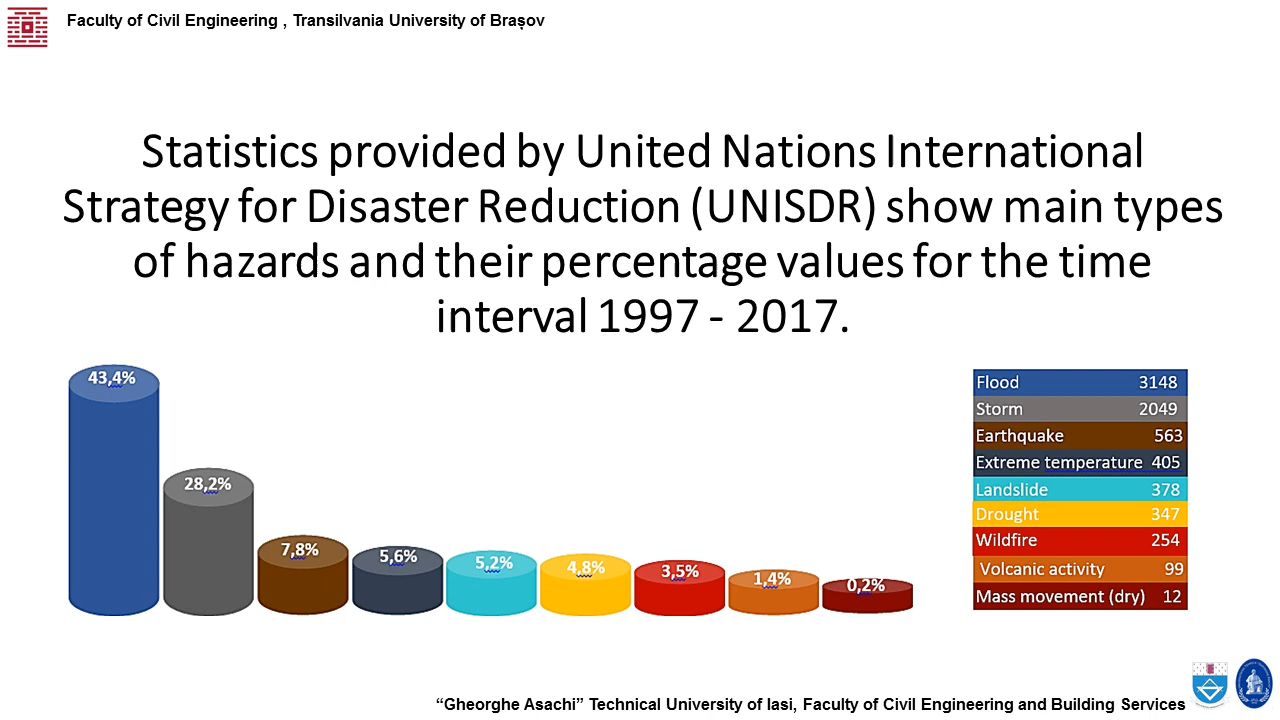 Faculty of Civil Engineering , Transilvania University of Brașov
Statistics provided by United Nations International
Strategy for Disaster Reduction (UNISDR) show main types
of hazards and their percentage values for the time
interval 1997 - 2017.
43,4%
28,2%
7,8%
5,6%
5,2%
4,8%
3,5%
1,4%
0,2%
Flood 3148
Storm 2049
Earthquake 563
Extreme temperature 405
Landslide 378
Drought 347
Wildfire 254
Volcanic activity 99
Mass movement (dry) 12
“Gheorghe Asachi” Technical University of Iasi, Faculty of Civil Engineering and Building Services